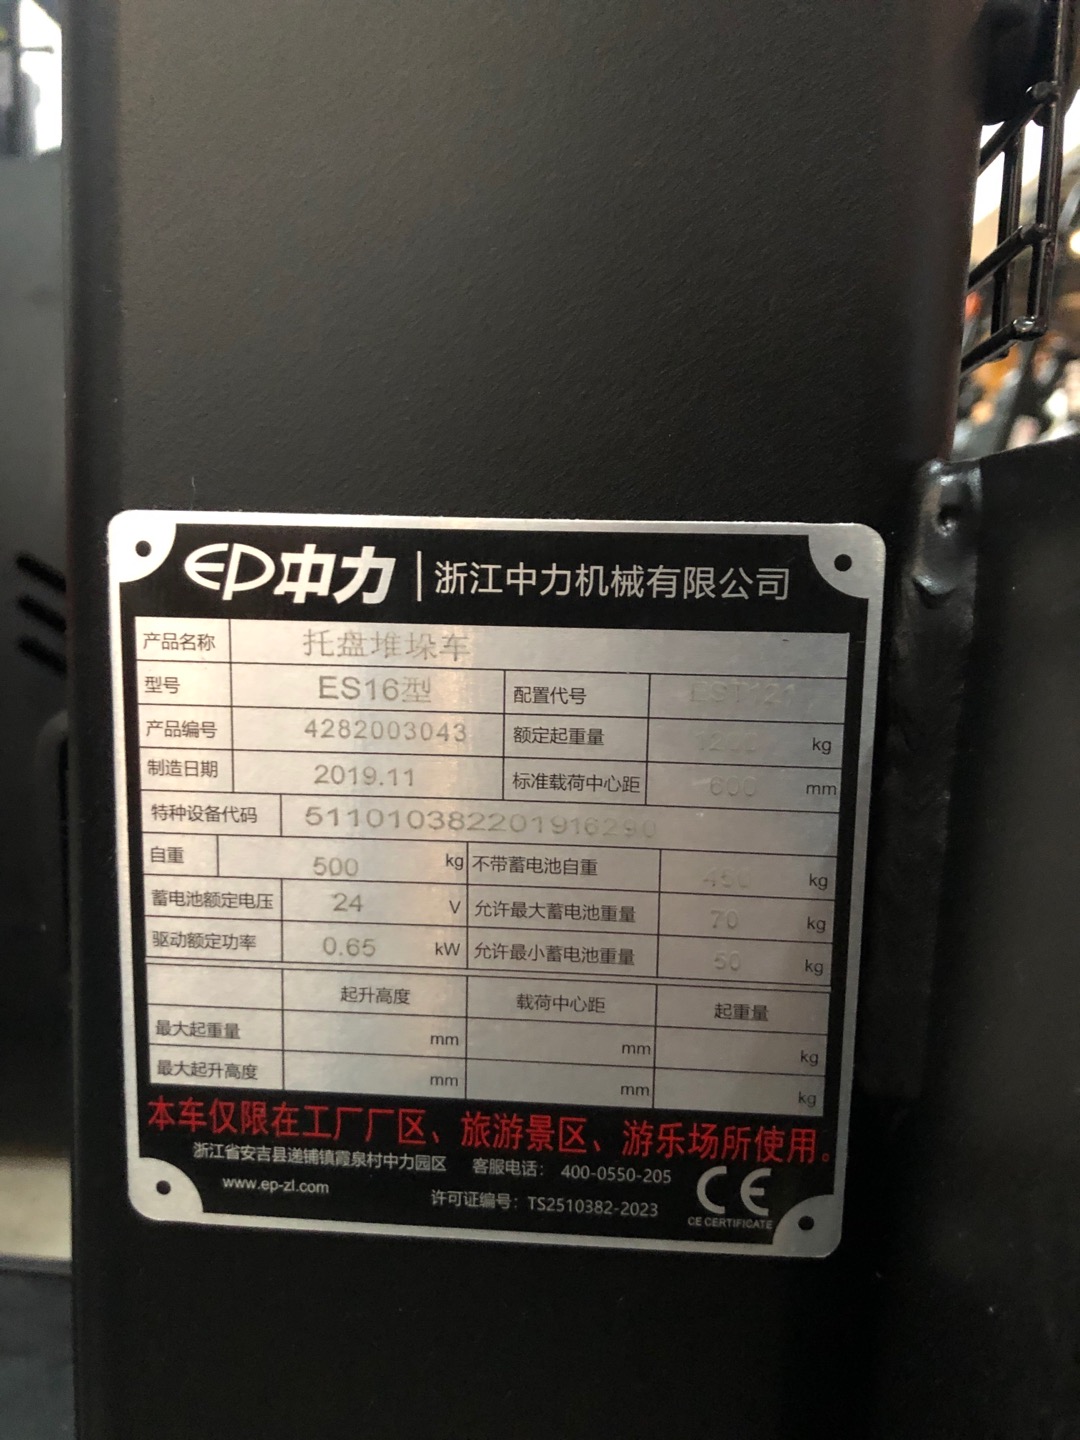 EP中力 | 浙江中力机械有限公司
产品名称 托盘堆垛车
型号 ES16型 配置代号
产品编号 4282003043 额定起重量 kg
制造日期 2019.11 标准载荷中心距 600 mm
特种设备代码 511010382201916290
自重 500 kg 不带蓄电池自重 450 kg
蓄电池额定电压 24 V 允许最大蓄电池重量 70 kg
驱动额定功率 0.65 kW 允许最小蓄电池重量 50 kg
起升高度 载荷中心距 起重量
最大起重量 mm mm kg
最大起升高度 mm mm kg
本车仅限在工厂厂区、旅游景区、游乐场所使用。
浙江省安吉县递铺镇霞泉村中力园区 客服电话: 400-0550-205
www.ep-zl.com 许可证编号: TS2510382-2023
CE
CE CERTIFICATE